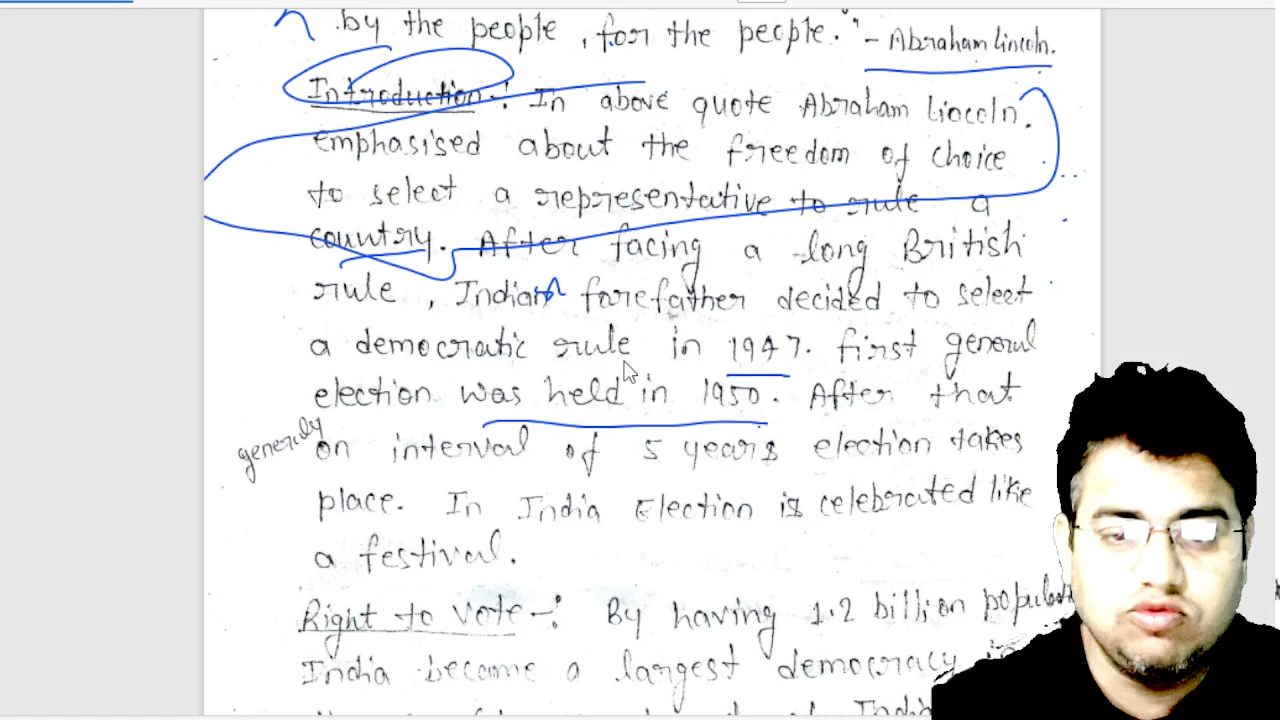 by the people, for the people." - Abraham Lincoln.
Introduction -: In above quote Abraham Lincoln.
emphasised about the freedom of choice
to select a representative to rule a
country. After facing a long British
rule, Indian forefather decided to select
a democratic rule in 1947. First general
election was held in 1950. After that
generaly on interval of 5 years election takes
place. In India Election is celebrated like
a festival.
Right to Vote -: By having 1.2 billion
India become a largest democracy